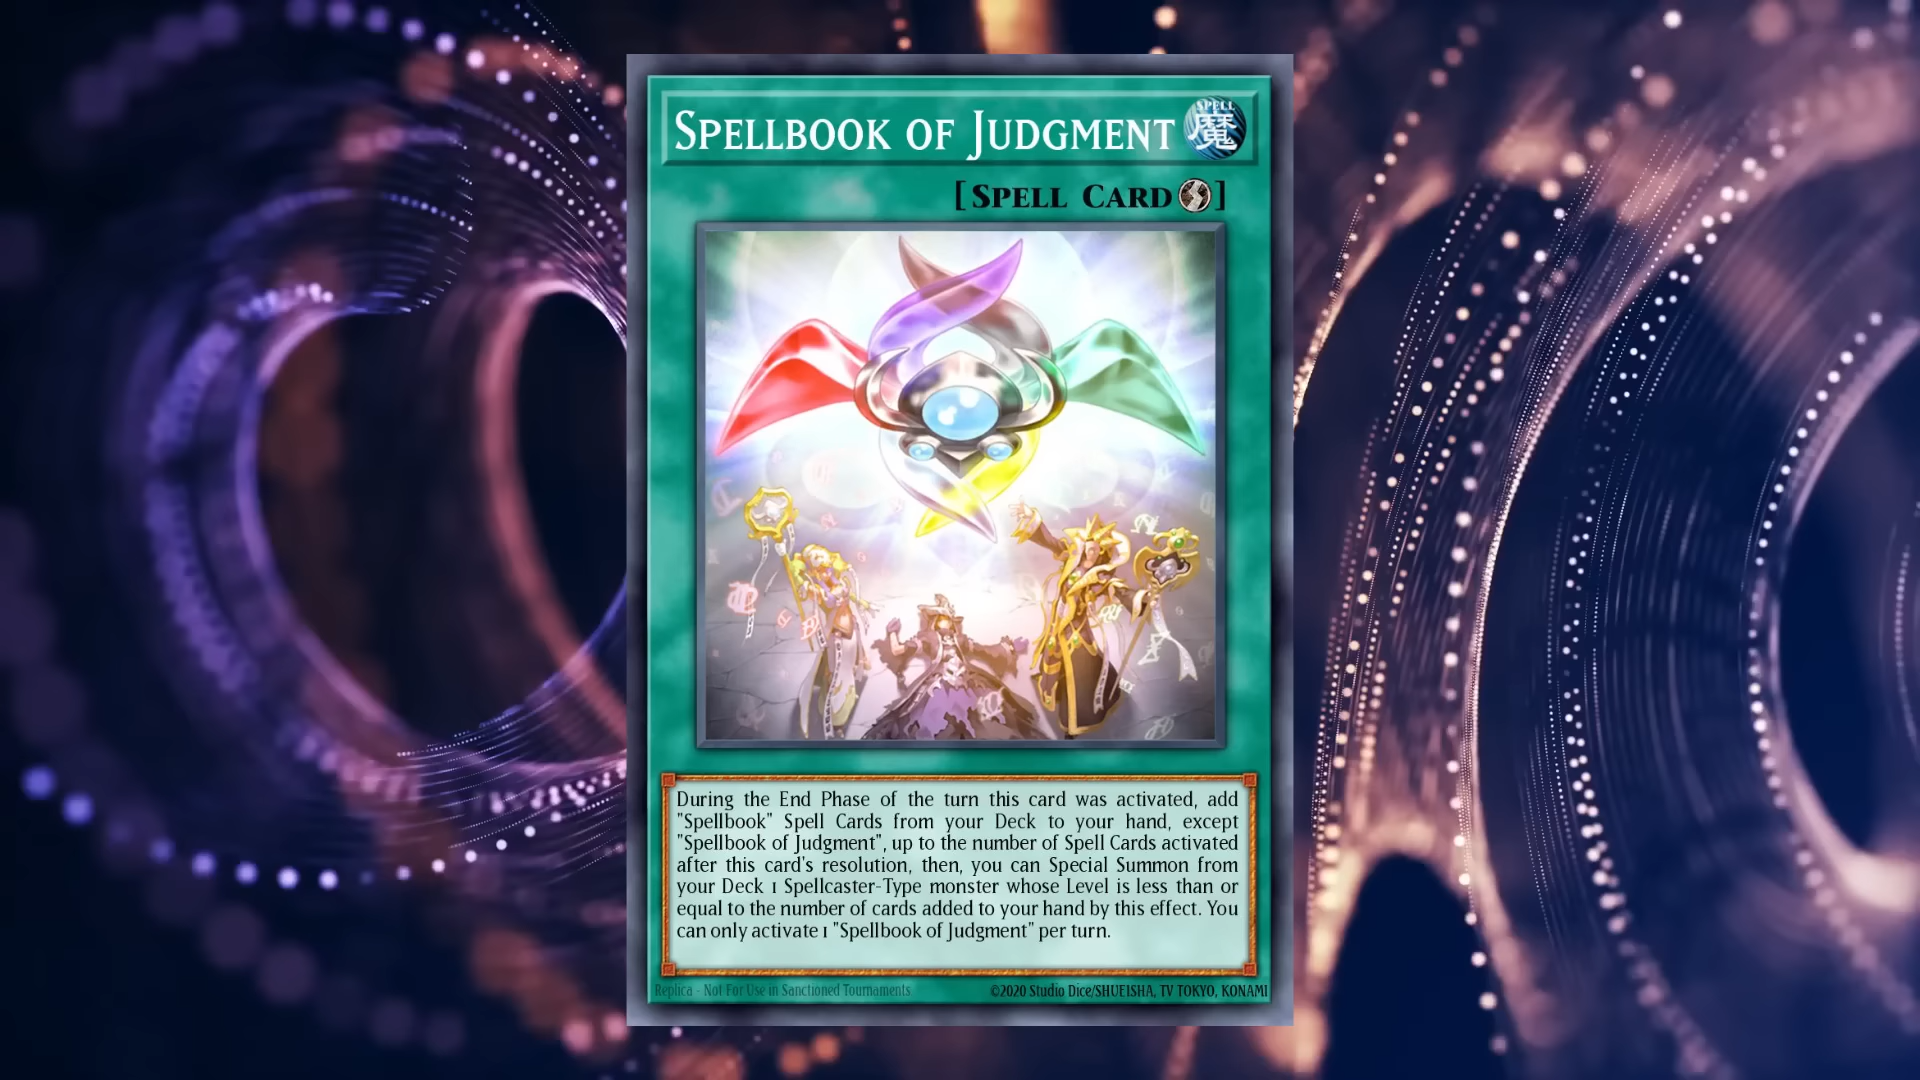 Spellbook of Judgment
SPELL
魔
[Spell Card]
During the End Phase of the turn this card was activated, add
"Spellbook" Spell Cards from your Deck to your hand, except
"Spellbook of Judgment", up to the number of Spell Cards activated
after this card's resolution, then, you can Special Summon from
your Deck 1 Spellcaster-Type monster whose Level is less than or
equal to the number of cards added to your hand by this effect. You
can only activate 1 "Spellbook of Judgment" per turn.
Replica - Not For Use in Sanctioned Tournaments
©2020 Studio Dice/SHUEISHA, TV TOKYO, KONAMI